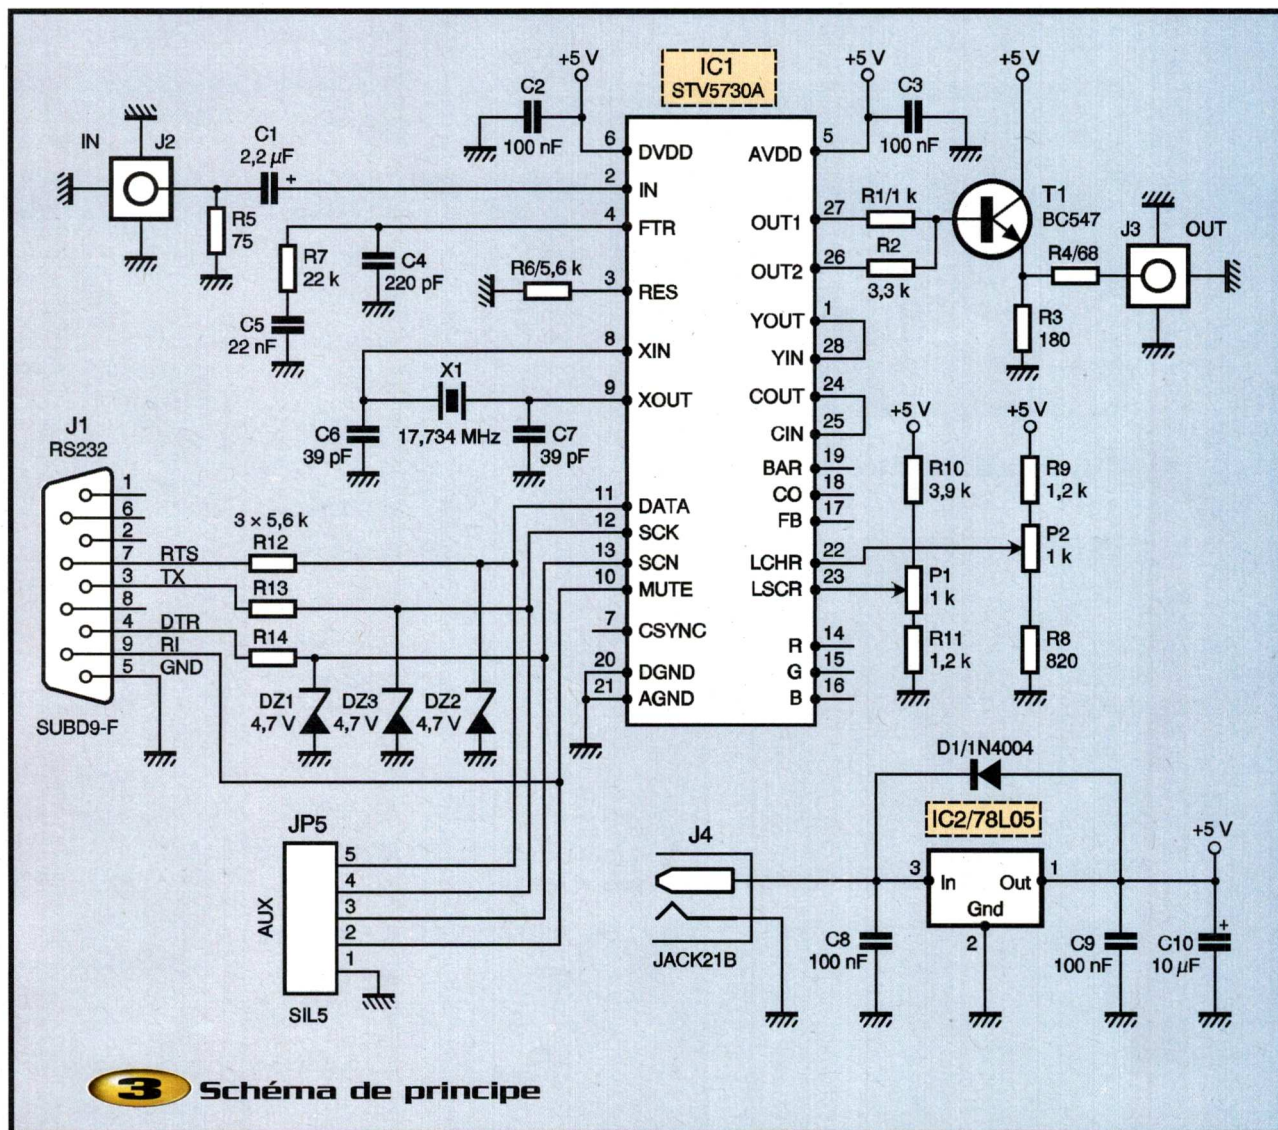 +5 V
IC1
STV5730A
+5 V
+5 V
C2
100 nF
C3
100 nF
IN
J2
C1
2,2 µF
+
R5
75
6
DVDD
2
IN
4
FTR
3
RES
8
XIN
9
XOUT
11
DATA
12
SCK
13
SCN
10
MUTE
7
CSYNC
20
DGND
21
AGND
AVDD
5
OUT1
27
OUT2
26
YOUT
1
YIN
28
COUT
24
CIN
25
BAR
19
CO
18
FB
17
LCHR
22
LSCR
23
R
14
G
15
B
16
R7
22 k
C4
220 pF
C5
22 nF
R6/5,6 k
X1
17,734 MHz
C6
39 pF
C7
39 pF
R1/1 k
R2
3,3 k
T1
BC547
R4/68
J3
OUT
R3
180
+5 V
+5 V
R10
3,9 k
R9
1,2 k
P2
1 k
P1
1 k
R11
1,2 k
R8
820
J1
RS232
1
6
2
7
RTS
3
TX
8
4
DTR
9
RI
5
GND
SUBD9-F
3 × 5,6 k
R12
R13
R14
DZ1
4,7 V
DZ3
4,7 V
DZ2
4,7 V
JP5
AUX
5
4
3
2
1
SIL5
D1/1N4004
IC2/78L05
J4
JACK21B
3
In
Out
1
Gnd
2
C8
100 nF
C9
100 nF
+5 V
C10
10 µF
+
3 Schéma de principe